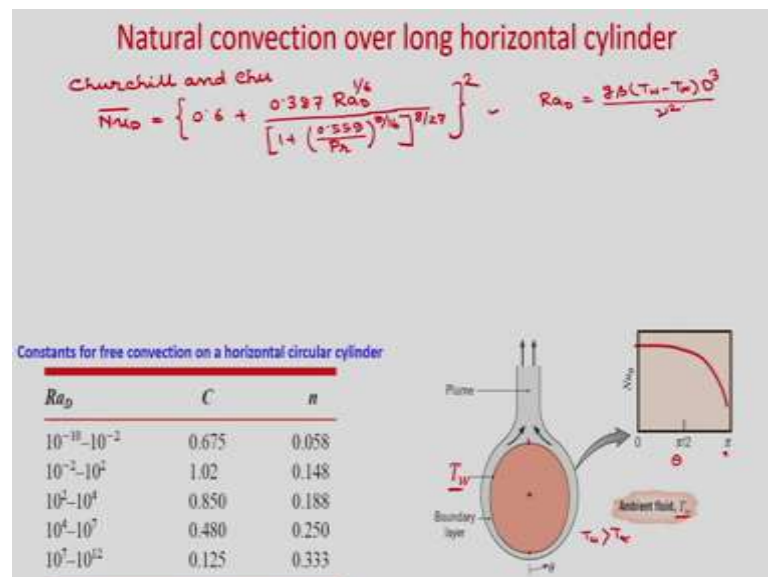 Natural convection over long horizontal cylinder
Churchill and Chu
Nu_D = { 0.6 + 0.387 Ra_D^1/6 / [1 + (0.559/Pr)^9/16]^8/27 }^2
Ra_D = gβ(T_w - T_∞)D^3 / ν^2
Constants for free convection on a horizontal circular cylinder
Ra_D C n
10^-10–10^-2 0.675 0.058
10^-2–10^2 1.02 0.148
10^2–10^4 0.850 0.188
10^4–10^7 0.480 0.250
10^7–10^12 0.125 0.333
Plume
T_w
Boundary
layer
θ
Nu_D
0 π/2 π
θ
Ambient fluid, T_∞
T_w > T_∞